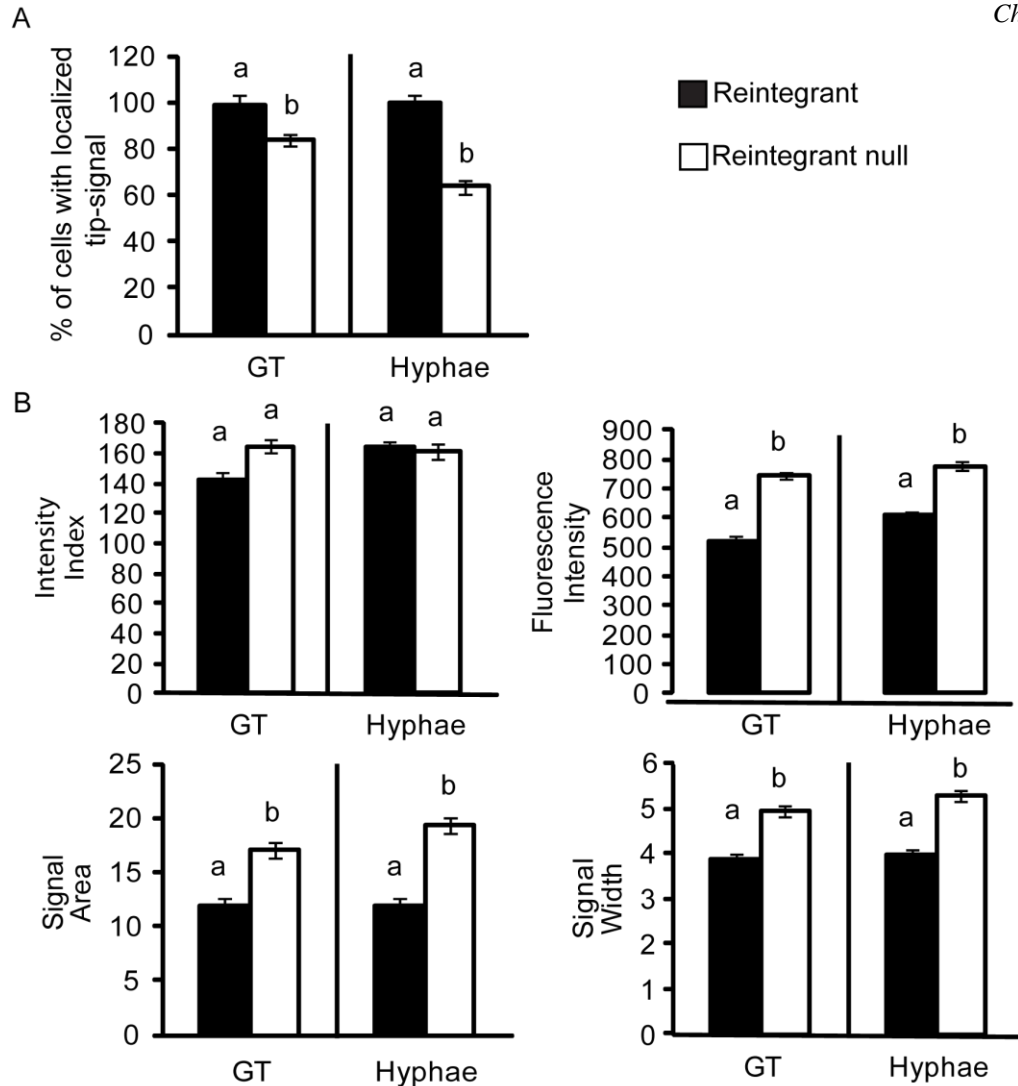 A
Ch
% of cells with localized
tip-signal
120
100
80
60
40
20
0
a
b
a
b
GT
Hyphae
Reintegrant
Reintegrant null
B
Intensity
Index
180
160
140
120
100
80
60
40
20
0
a
a
a
a
GT
Hyphae
Fluorescence
Intensity
900
800
700
600
500
400
300
200
100
0
a
b
a
b
GT
Hyphae
Signal
Area
25
20
15
10
5
0
a
b
a
b
GT
Hyphae
Signal
Width
6
5
4
3
2
1
0
a
b
a
b
GT
Hyphae